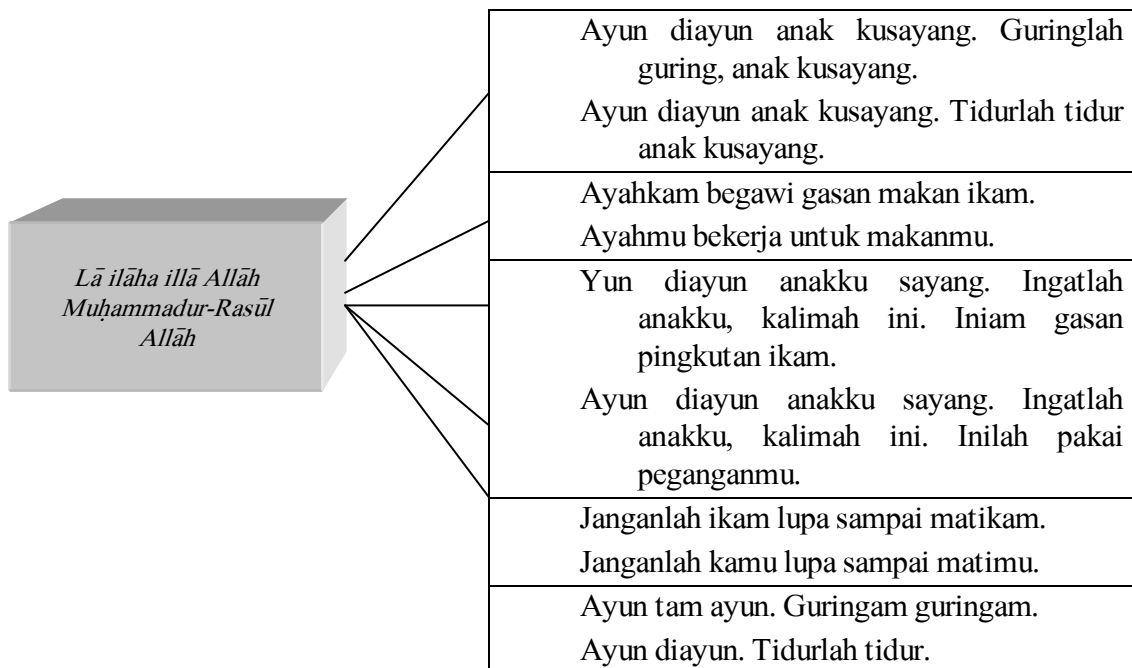 Lā ilāha illā Allāh
Muḥammadur-Rasūl
Allāh
Ayun diayun anak kusayang. Guringlah
guring, anak kusayang.
Ayun diayun anak kusayang. Tidurlah tidur
anak kusayang.
Ayahkam begawi gasan makan ikam.
Ayahmu bekerja untuk makanmu.
Yun diayun anakku sayang. Ingatlah
anakku, kalimah ini. Iniam gasan
pingkutan ikam.
Ayun diayun anakku sayang. Ingatlah
anakku, kalimah ini. Inilah pakai
peganganmu.
Janganlah ikam lupa sampai matikam.
Janganlah kamu lupa sampai matimu.
Ayun tam ayun. Guringam guringam.
Ayun diayun. Tidurlah tidur.